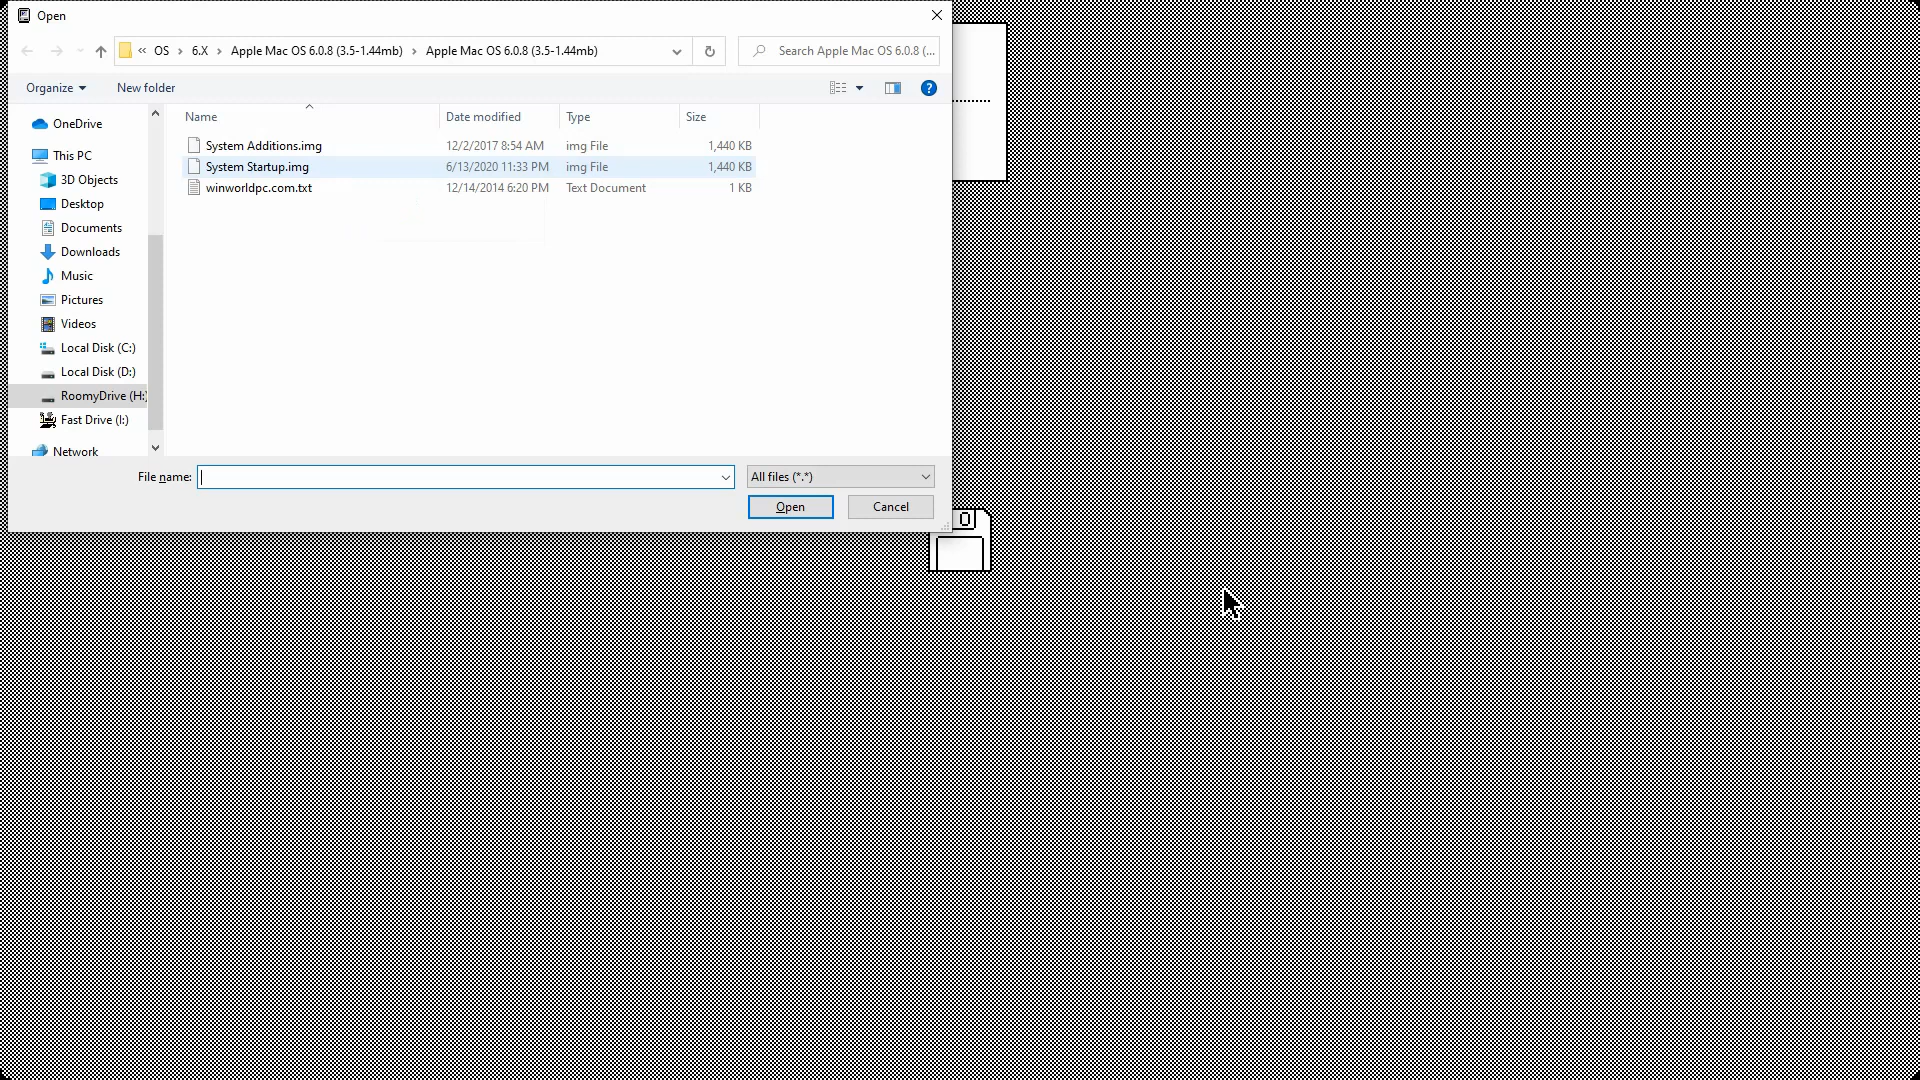 Open
« OS › 6.X › Apple Mac OS 6.0.8 (3.5-1.44mb) › Apple Mac OS 6.0.8 (3.5-1.44mb)
Search Apple Mac OS 6.0.8 (...
Organize New folder
?
OneDrive
This PC
3D Objects
Desktop
Documents
Downloads
Music
Pictures
Videos
Local Disk (C:)
Local Disk (D:)
RoomyDrive (H:)
Fast Drive (I:)
Network
Name Date modified Type Size
System Additions.img 12/2/2017 8:54 AM img File 1,440 KB
System Startup.img 6/13/2020 11:33 PM img File 1,440 KB
winworldpc.com.txt 12/14/2014 6:20 PM Text Document 1 KB
File name:
All files (*.*)
Open Cancel